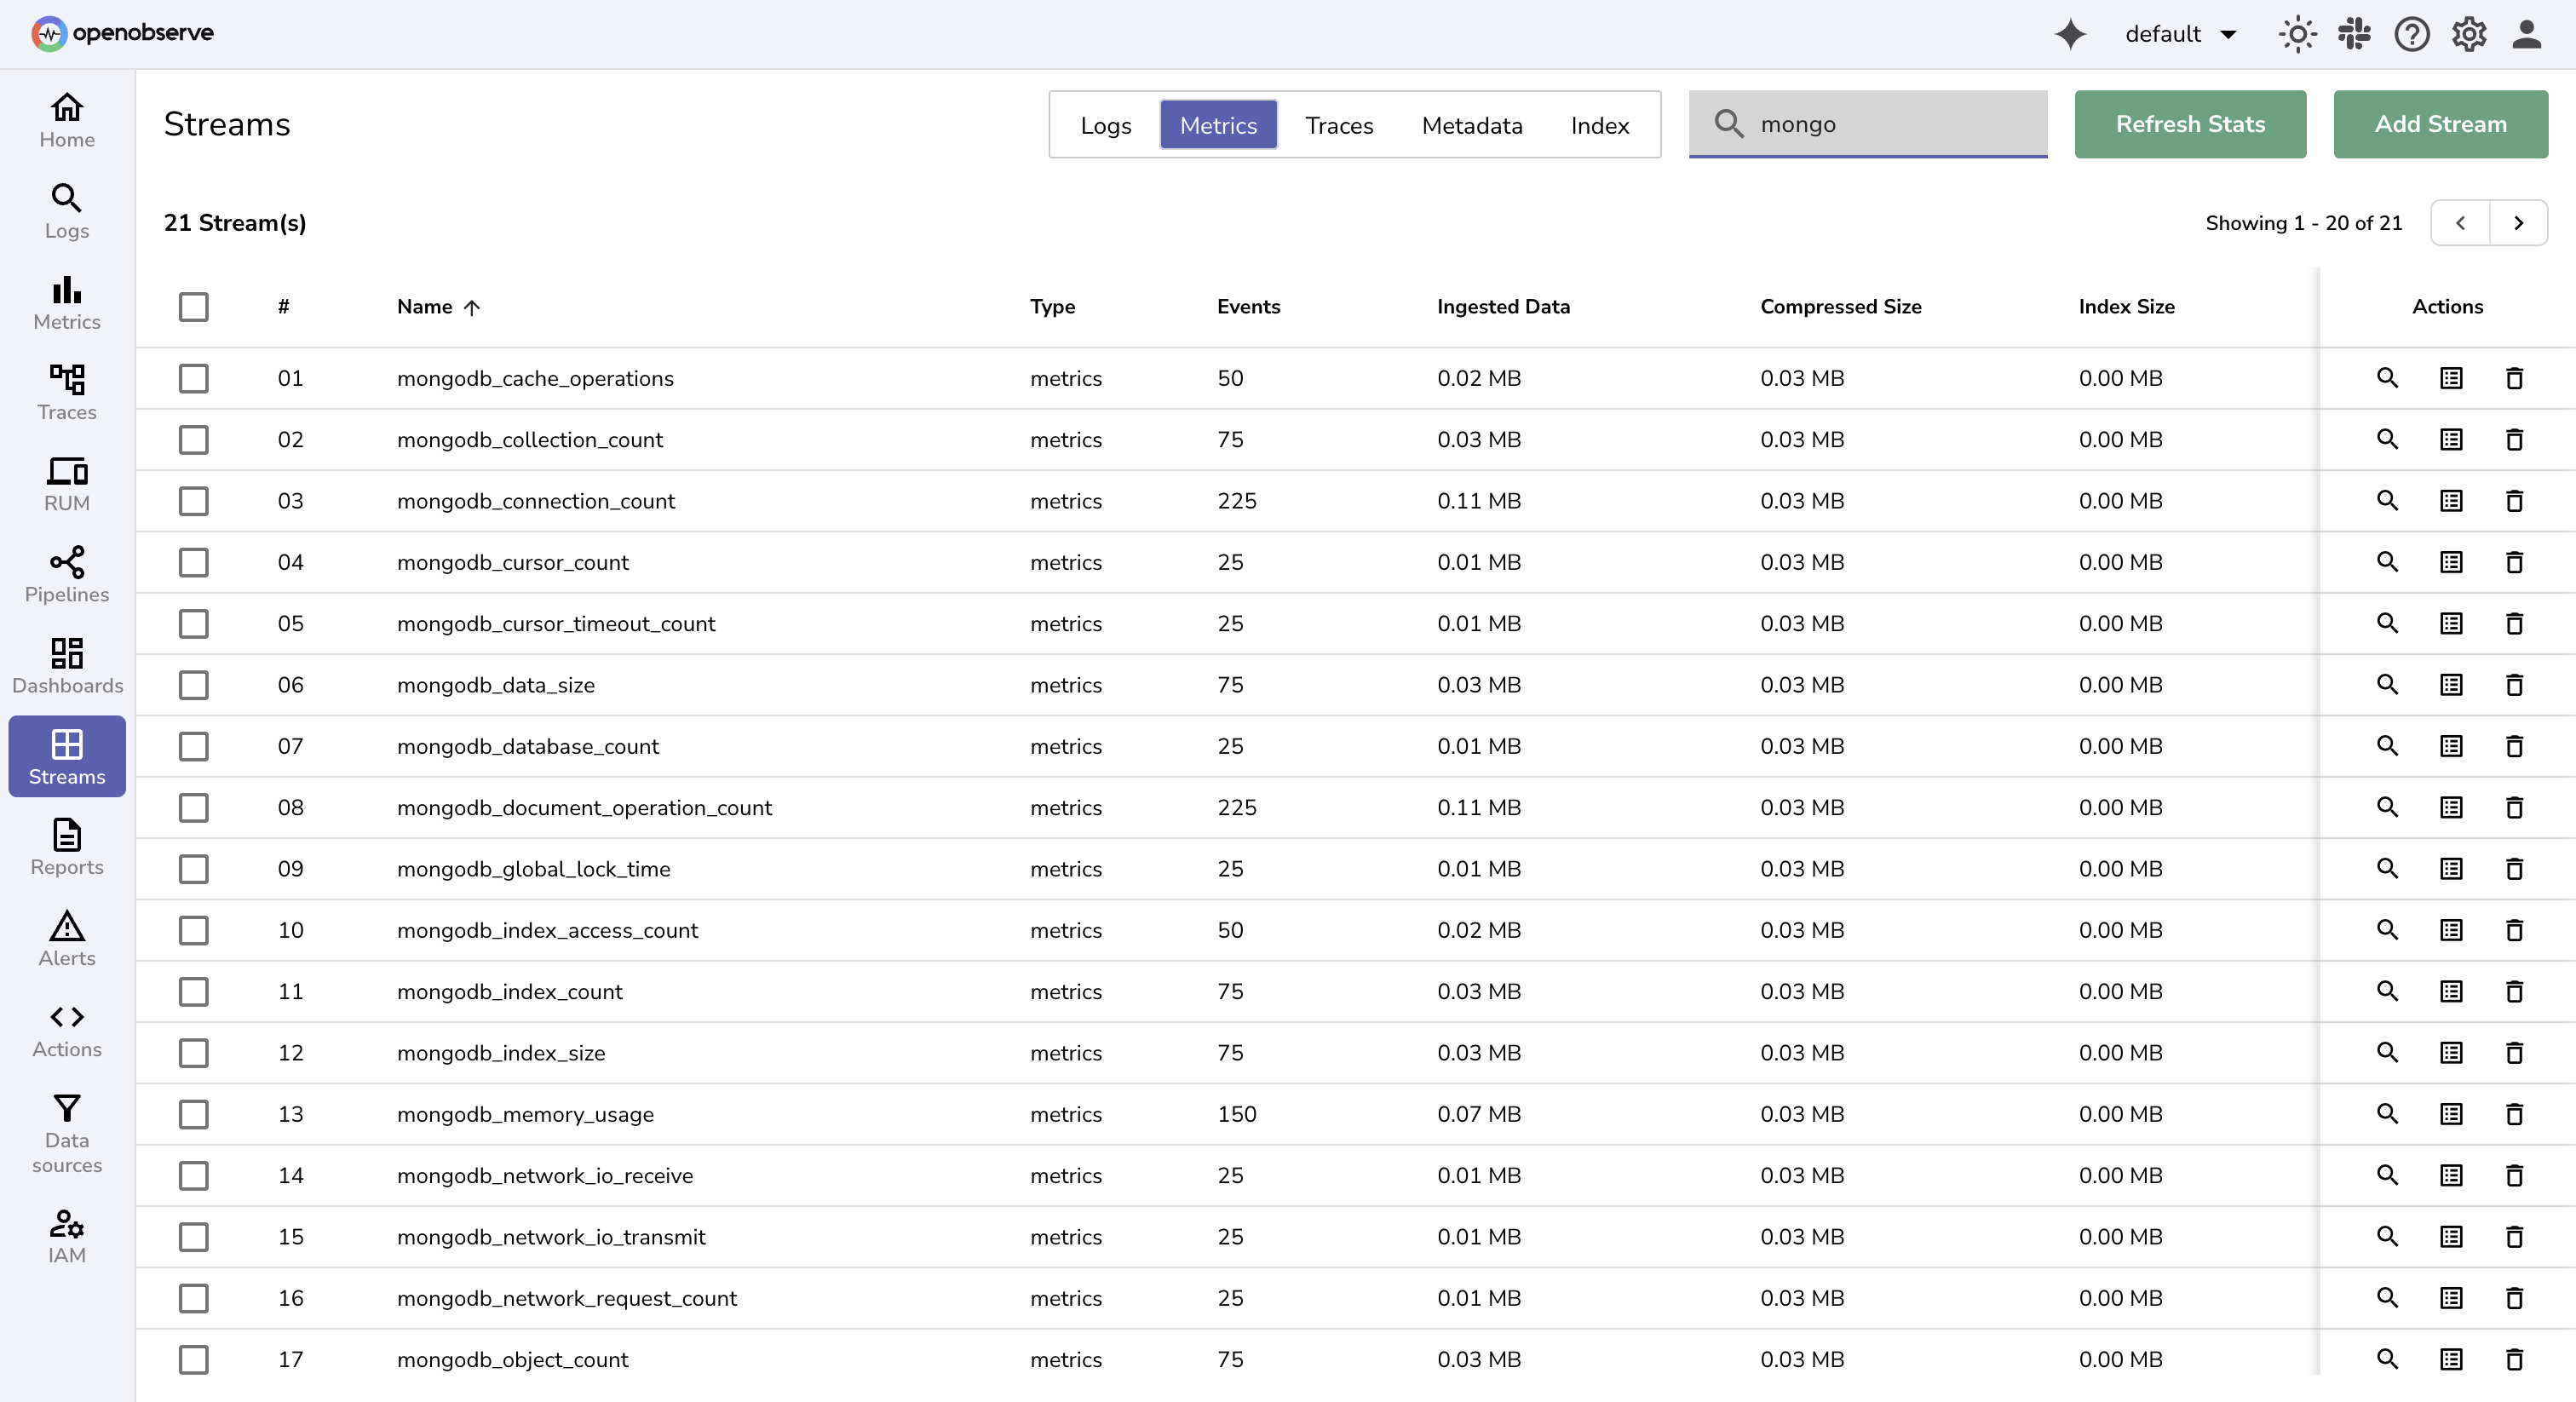 openobserve
default
Home
Logs
Metrics
Traces
RUM
Pipelines
Dashboards
Streams
Reports
Alerts
Actions
Data
sources
IAM
Streams
Logs Metrics Traces Metadata Index
mongo
Refresh Stats
Add Stream
21 Stream(s)
Showing 1 - 20 of 21
# Name Type Events Ingested Data Compressed Size Index Size Actions
01 mongodb_cache_operations metrics 50 0.02 MB 0.03 MB 0.00 MB
02 mongodb_collection_count metrics 75 0.03 MB 0.03 MB 0.00 MB
03 mongodb_connection_count metrics 225 0.11 MB 0.03 MB 0.00 MB
04 mongodb_cursor_count metrics 25 0.01 MB 0.03 MB 0.00 MB
05 mongodb_cursor_timeout_count metrics 25 0.01 MB 0.03 MB 0.00 MB
06 mongodb_data_size metrics 75 0.03 MB 0.03 MB 0.00 MB
07 mongodb_database_count metrics 25 0.01 MB 0.03 MB 0.00 MB
08 mongodb_document_operation_count metrics 225 0.11 MB 0.03 MB 0.00 MB
09 mongodb_global_lock_time metrics 25 0.01 MB 0.03 MB 0.00 MB
10 mongodb_index_access_count metrics 50 0.02 MB 0.03 MB 0.00 MB
11 mongodb_index_count metrics 75 0.03 MB 0.03 MB 0.00 MB
12 mongodb_index_size metrics 75 0.03 MB 0.03 MB 0.00 MB
13 mongodb_memory_usage metrics 150 0.07 MB 0.03 MB 0.00 MB
14 mongodb_network_io_receive metrics 25 0.01 MB 0.03 MB 0.00 MB
15 mongodb_network_io_transmit metrics 25 0.01 MB 0.03 MB 0.00 MB
16 mongodb_network_request_count metrics 25 0.01 MB 0.03 MB 0.00 MB
17 mongodb_object_count metrics 75 0.03 MB 0.03 MB 0.00 MB